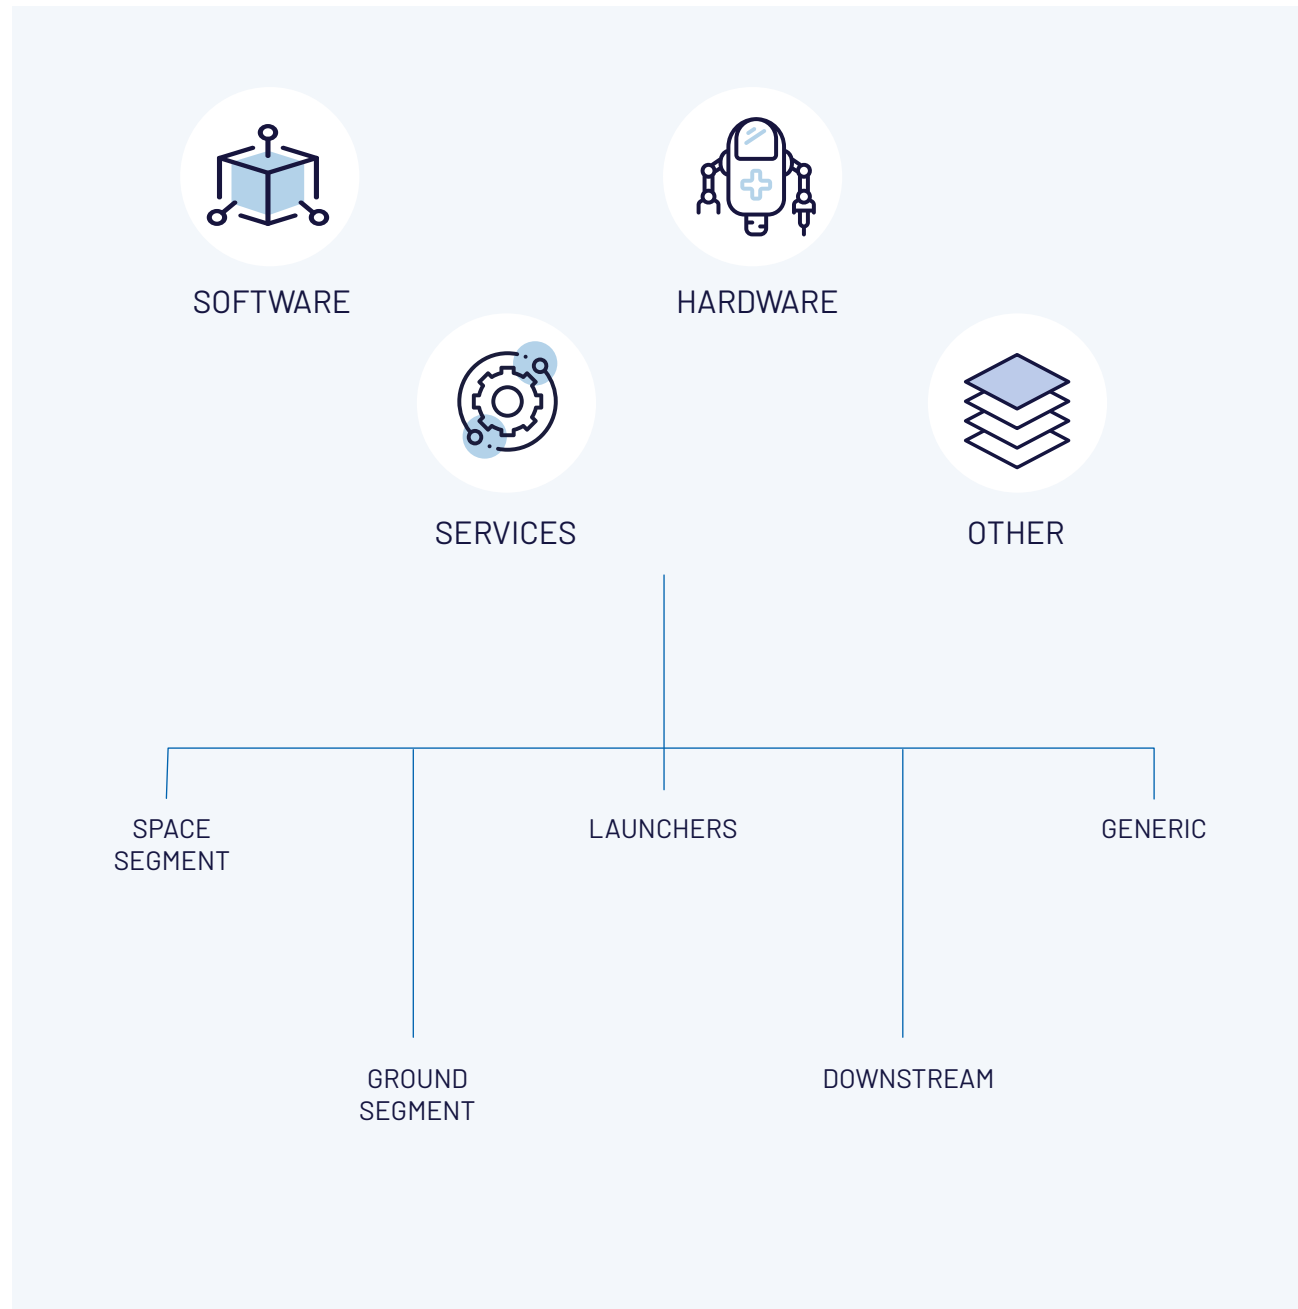 SOFTWARE
HARDWARE
SERVICES
OTHER
SPACE
SEGMENT
LAUNCHERS
GENERIC
GROUND
SEGMENT
DOWNSTREAM